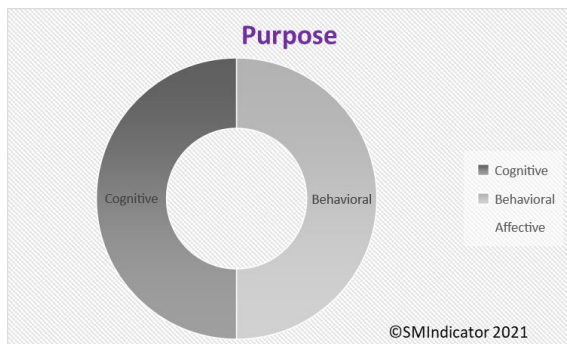 Purpose
Cognitive
Behavioral
Cognitive
Behavioral
Affective
©SMIndicator 2021